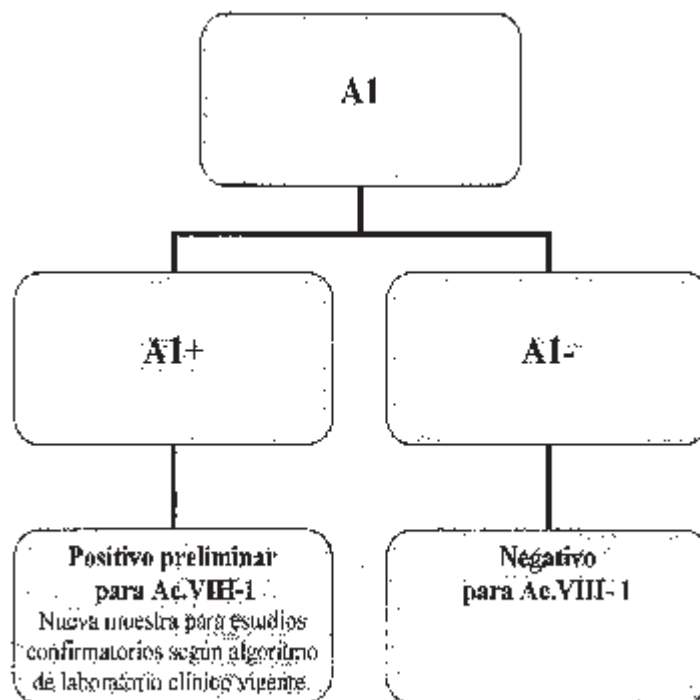 A1
A1+
A1-
Positivo preliminar
para Ac.VIH-1
Nueva muestra para estudios
confirmatorios según algoritmo
de laboratorio clínico vigente.
Negativo
para Ac.VIH-1